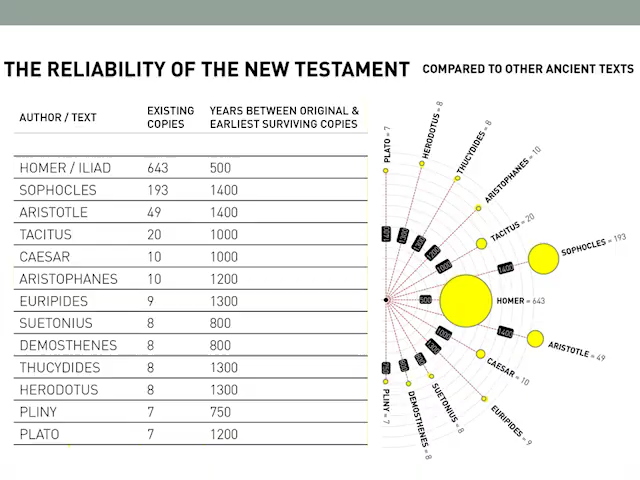 THE RELIABILITY OF THE NEW TESTAMENT COMPARED TO OTHER ANCIENT TEXTS
AUTHOR / TEXT
EXISTING
COPIES
YEARS BETWEEN ORIGINAL &
EARLIEST SURVIVING COPIES
HOMER / ILIAD 643 500
SOPHOCLES 193 1400
ARISTOTLE 49 1400
TACITUS 20 1000
CAESAR 10 1000
ARISTOPHANES 10 1200
EURIPIDES 9 1300
SUETONIUS 8 800
DEMOSTHENES 8 800
THUCYDIDES 8 1300
HERODOTUS 8 1300
PLINY 7 750
PLATO 7 1200
PLATO = 7
HERODOTUS = 8
THUCYDIDES = 8
ARISTOPHANES = 10
TACITUS = 20
SOPHOCLES = 193
HOMER = 643
ARISTOTLE = 49
CAESAR = 10
EURIPIDES = 9
SUETONIUS = 8
DEMOSTHENES = 8
PLINY = 7
1300
1000
1400
500
1400